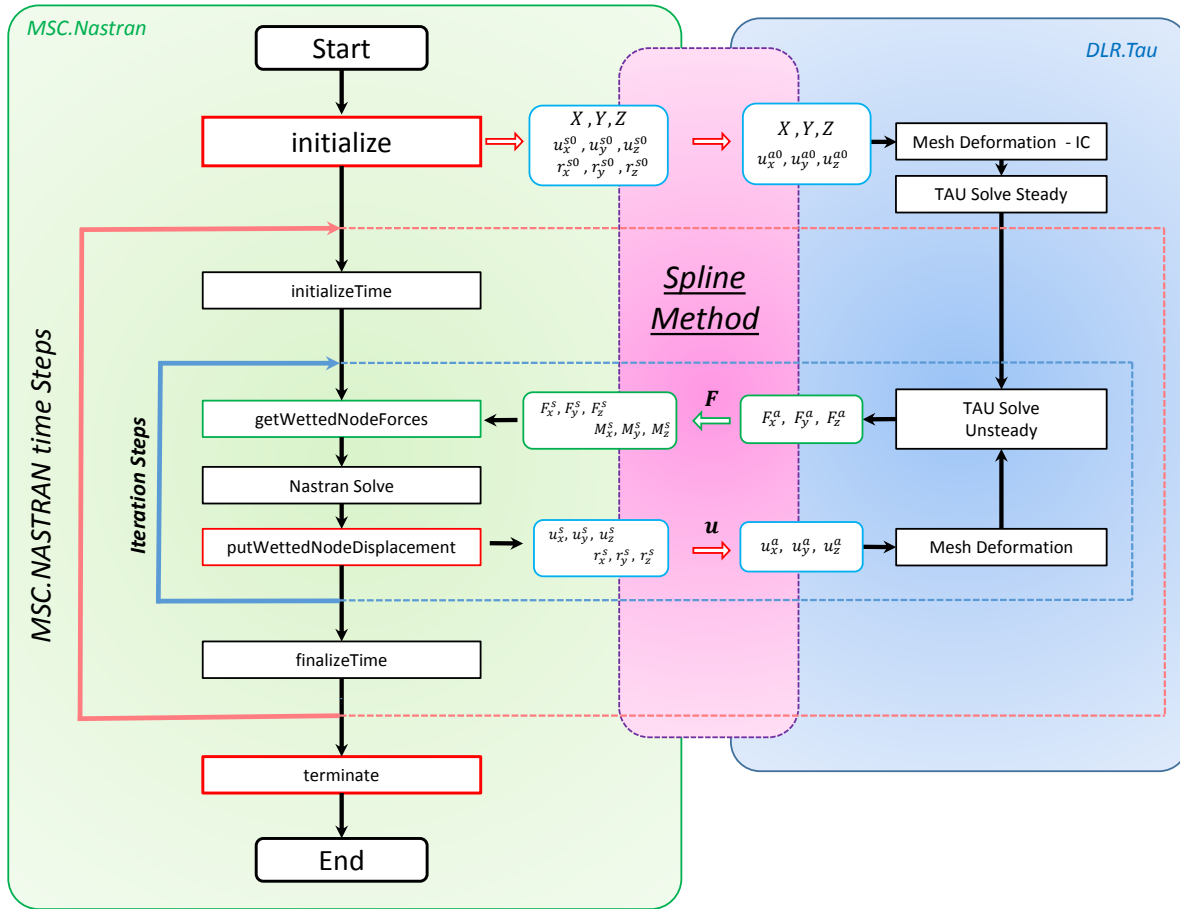 MSC.Nastran
DLR.Tau
Start
initialize
X ,Y, Z
u_x^{s0} , u_y^{s0} , u_z^{s0}
r_x^{s0} , r_y^{s0} , r_z^{s0}
X ,Y, Z
u_x^{a0} , u_y^{a0} , u_z^{a0}
Mesh Deformation - IC
TAU Solve Steady
initializeTime
Spline
Method
MSC.NASTRAN time Steps
Iteration Steps
getWettedNodeForces
F_x^s , F_y^s , F_z^s
M_x^s, M_y^s, M_z^s
F
F_x^a, F_y^a, F_z^a
TAU Solve
Unsteady
Nastran Solve
putWettedNodeDisplacement
u_x^s, u_y^s, u_z^s
r_x^s, r_y^s, r_z^s
u
u_x^a, u_y^a, u_z^a
Mesh Deformation
finalizeTime
terminate
End